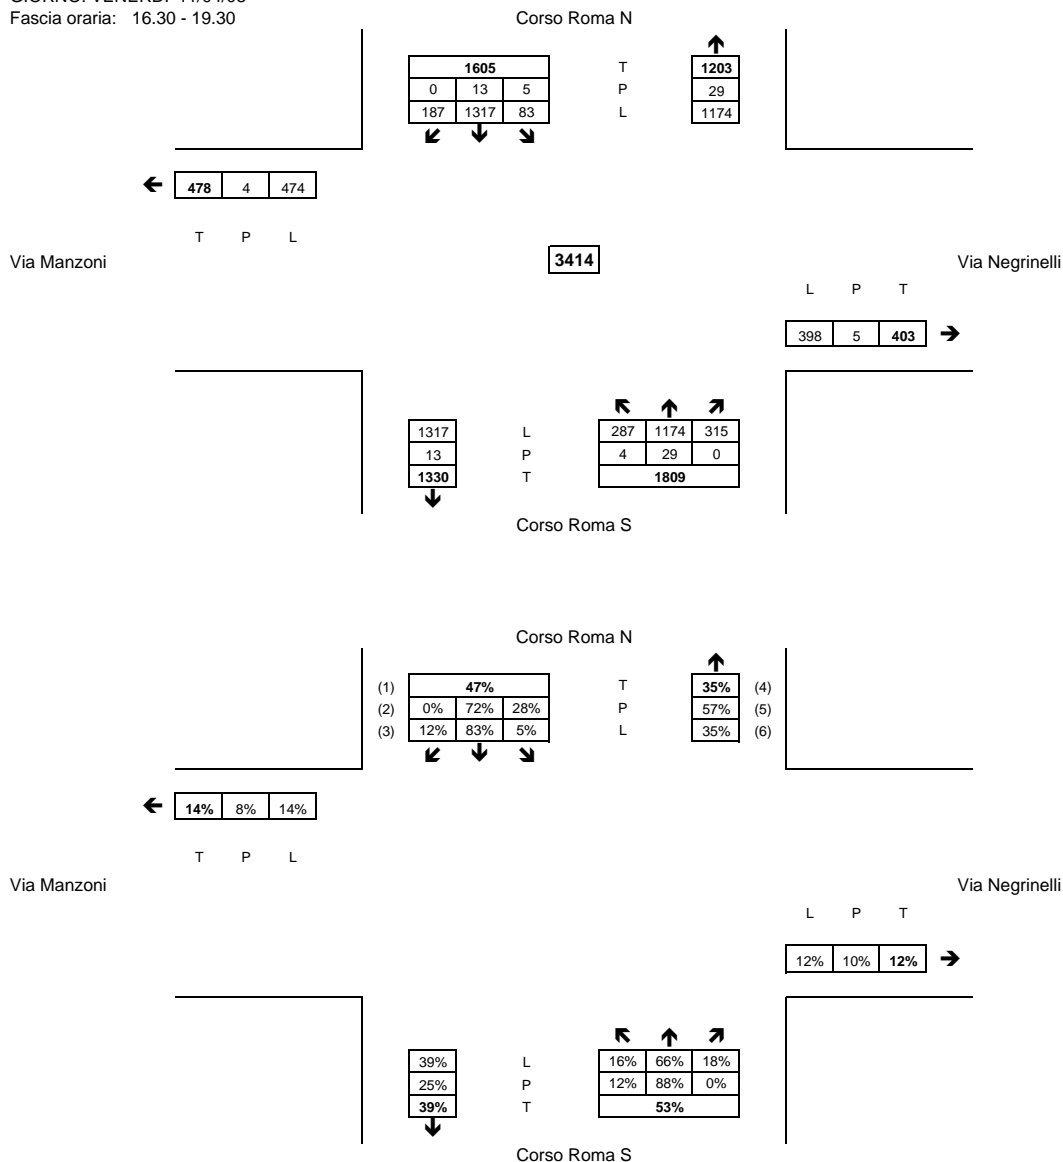 Fascia oraria: 16.30 - 19.30
Corso Roma N
1605 T 1203
0 13 5 P 29
187 1317 83 L 1174
478 4 474
T P L
Via Manzoni 3414 Via Negrinelli
L P T
398 5 403
1317 L 287 1174 315
13 P 4 29 0
1330 T 1809
Corso Roma S
Corso Roma N
(1) 47% T 35% (4)
(2) 0% 72% 28% P 57% (5)
(3) 12% 83% 5% L 35% (6)
14% 8% 14%
T P L
Via Manzoni Via Negrinelli
L P T
12% 10% 12%
39% L 16% 66% 18%
25% P 12% 88% 0%
39% T 53%
Corso Roma S